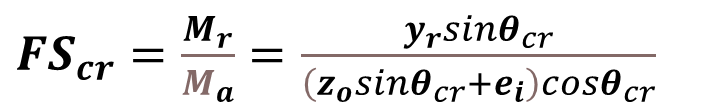 FS_cr = M_r / M_a = y_r sinθ_cr / (z_o sinθ_cr + e_i) cosθ_cr